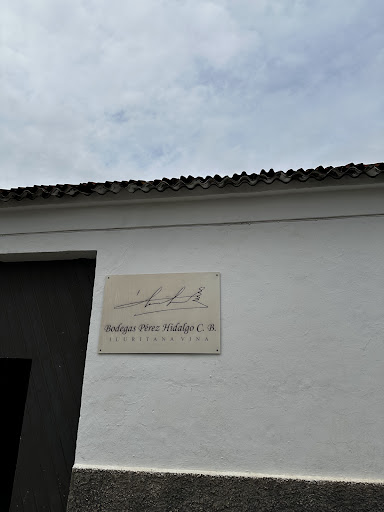 Bodegas Pérez Hidalgo C. B.
ILURITANA VINA